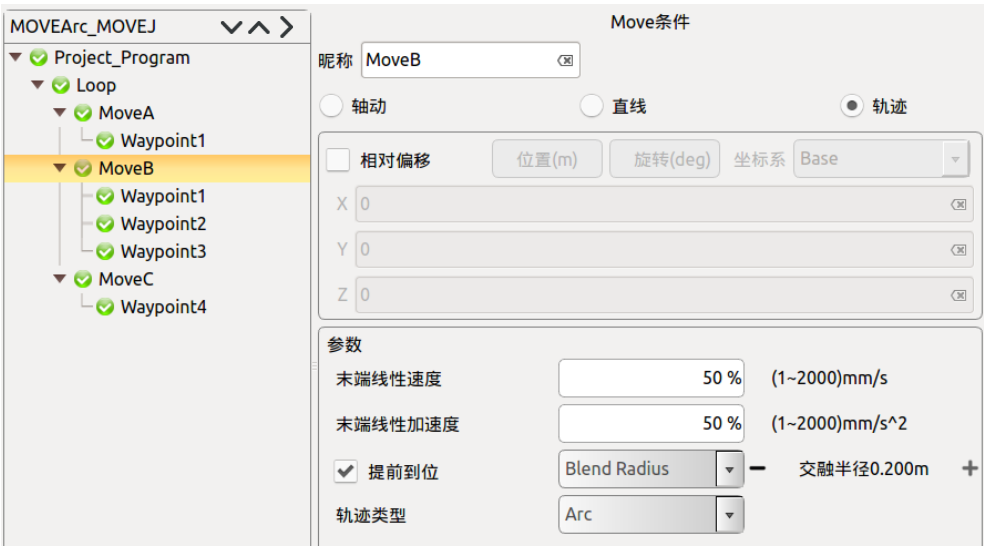 MOVEArc_MOVEJ
Project_Program
Loop
MoveA
Waypoint1
MoveB
Waypoint1
Waypoint2
Waypoint3
MoveC
Waypoint4
Move条件
昵称 MoveB
轴动 直线 轨迹
相对偏移 位置(m) 旋转(deg) 坐标系 Base
X 0
Y 0
Z 0
参数
末端线性速度 50 % (1~2000)mm/s
末端线性加速度 50 % (1~2000)mm/s^2
提前到位 Blend Radius 交融半径0.200m
轨迹类型 Arc